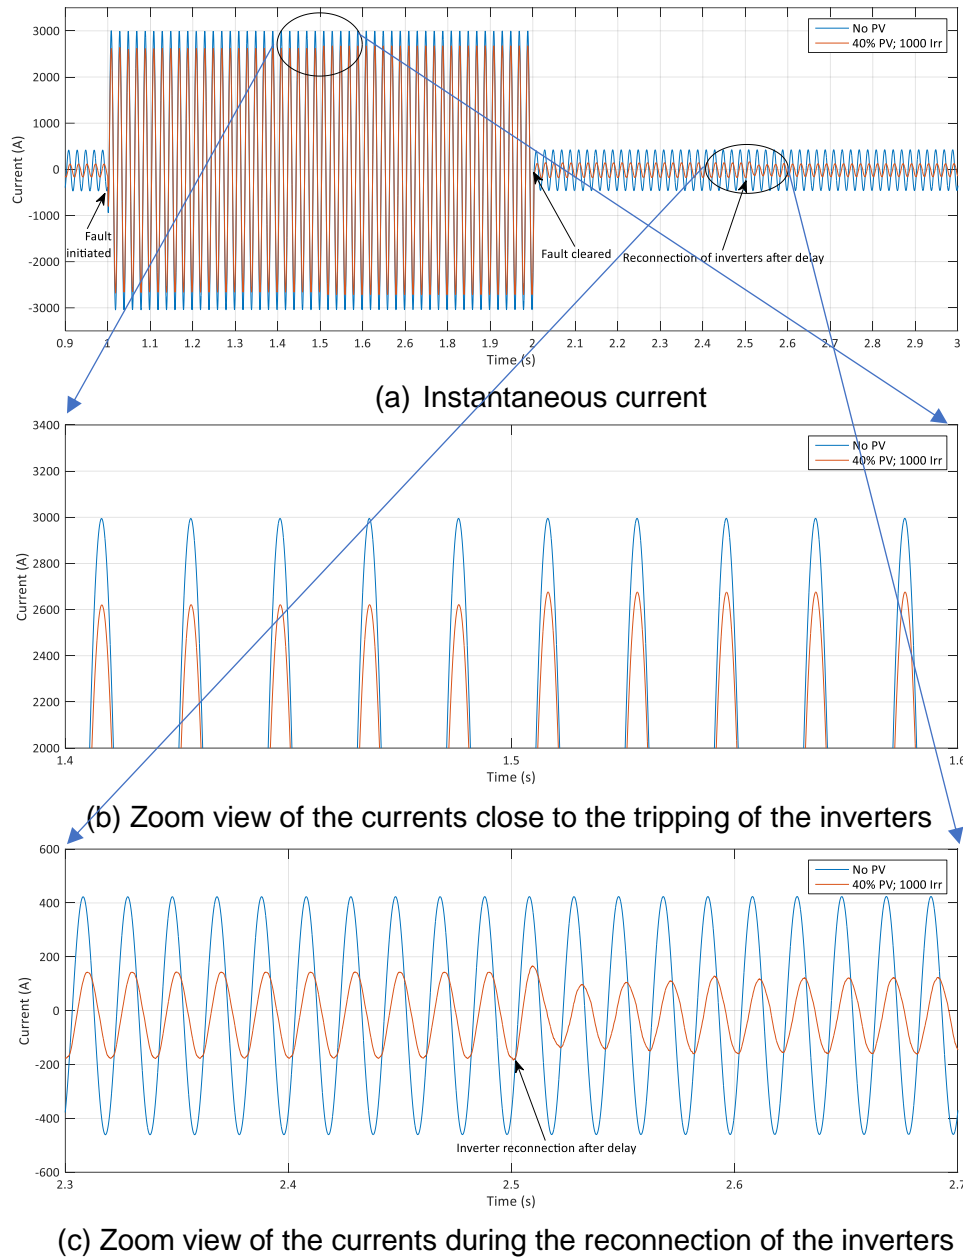 No PV
40% PV; 1000 Irr
3000
2000
1000
0
-1000
-2000
-3000
Current (A)
Fault
initiated
Fault cleared
Reconnection of inverters after delay
0.9 1 1.1 1.2 1.3 1.4 1.5 1.6 1.8 1.9 2 2.1 2.2 2.3 2.4 2.5 2.6 2.7 2.8 2.9 3
Time (s)
(a) Instantaneous current
No PV
40% PV; 1000 Irr
3400
3200
3000
2800
2600
2400
2200
2000
Current (A)
1.4 1.5 1.6
Time (s)
(b) Zoom view of the currents close to the tripping of the inverters
No PV
40% PV; 1000 Irr
600
400
200
0
-200
-400
-600
Current (A)
Inverter reconnection after delay
2.3 2.4 2.5 2.6 2.7
Time (s)
(c) Zoom view of the currents during the reconnection of the inverters